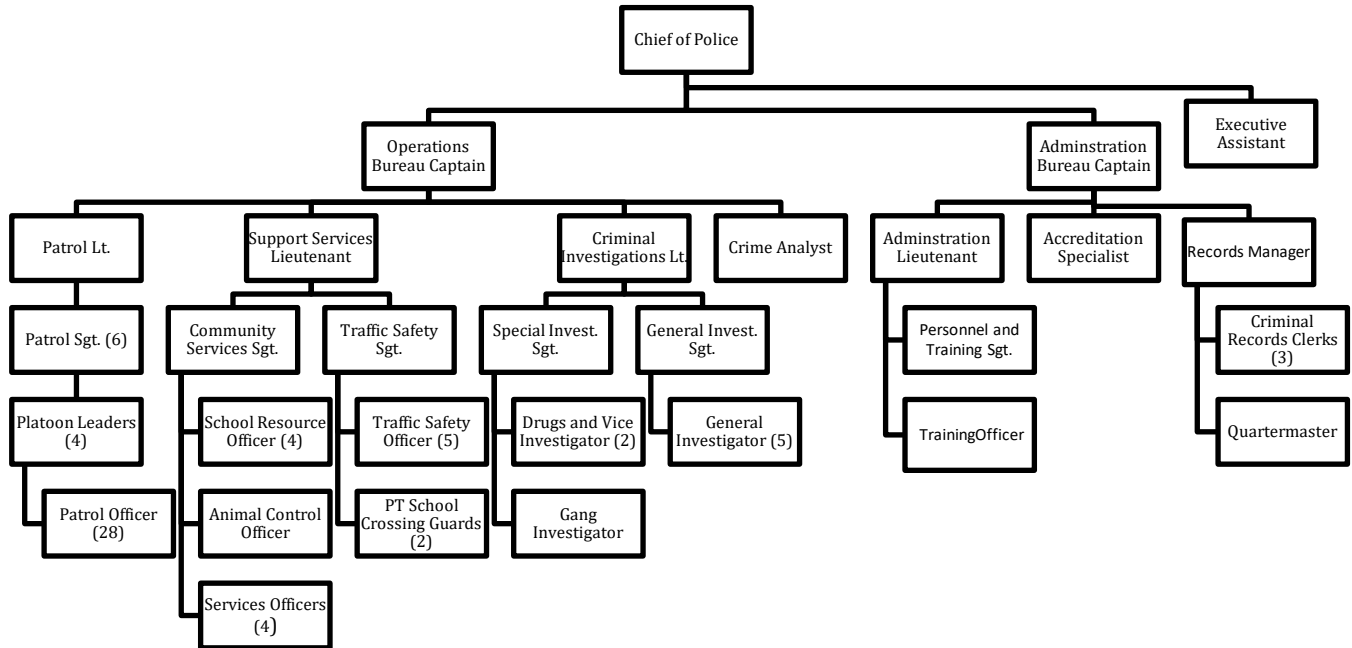 Chief of Police
Executive
Assistant
Operations
Bureau Captain
Adminstration
Bureau Captain
Patrol Lt.
Support Services
Lieutenant
Criminal
Investigations Lt.
Crime Analyst
Adminstration
Lieutenant
Accreditation
Specialist
Records Manager
Patrol Sgt. (6)
Community
Services Sgt.
Traffic Safety
Sgt.
Special Invest.
Sgt.
General Invest.
Sgt.
Personnel and
Training Sgt.
Criminal
Records Clerks
(3)
Platoon Leaders
(4)
School Resource
Officer (4)
Traffic Safety
Officer (5)
Drugs and Vice
Investigator (2)
General
Investigator (5)
TrainingOfficer
Quartermaster
Patrol Officer
(28)
Animal Control
Officer
PT School
Crossing Guards
(2)
Gang
Investigator
Services Officers
(4)